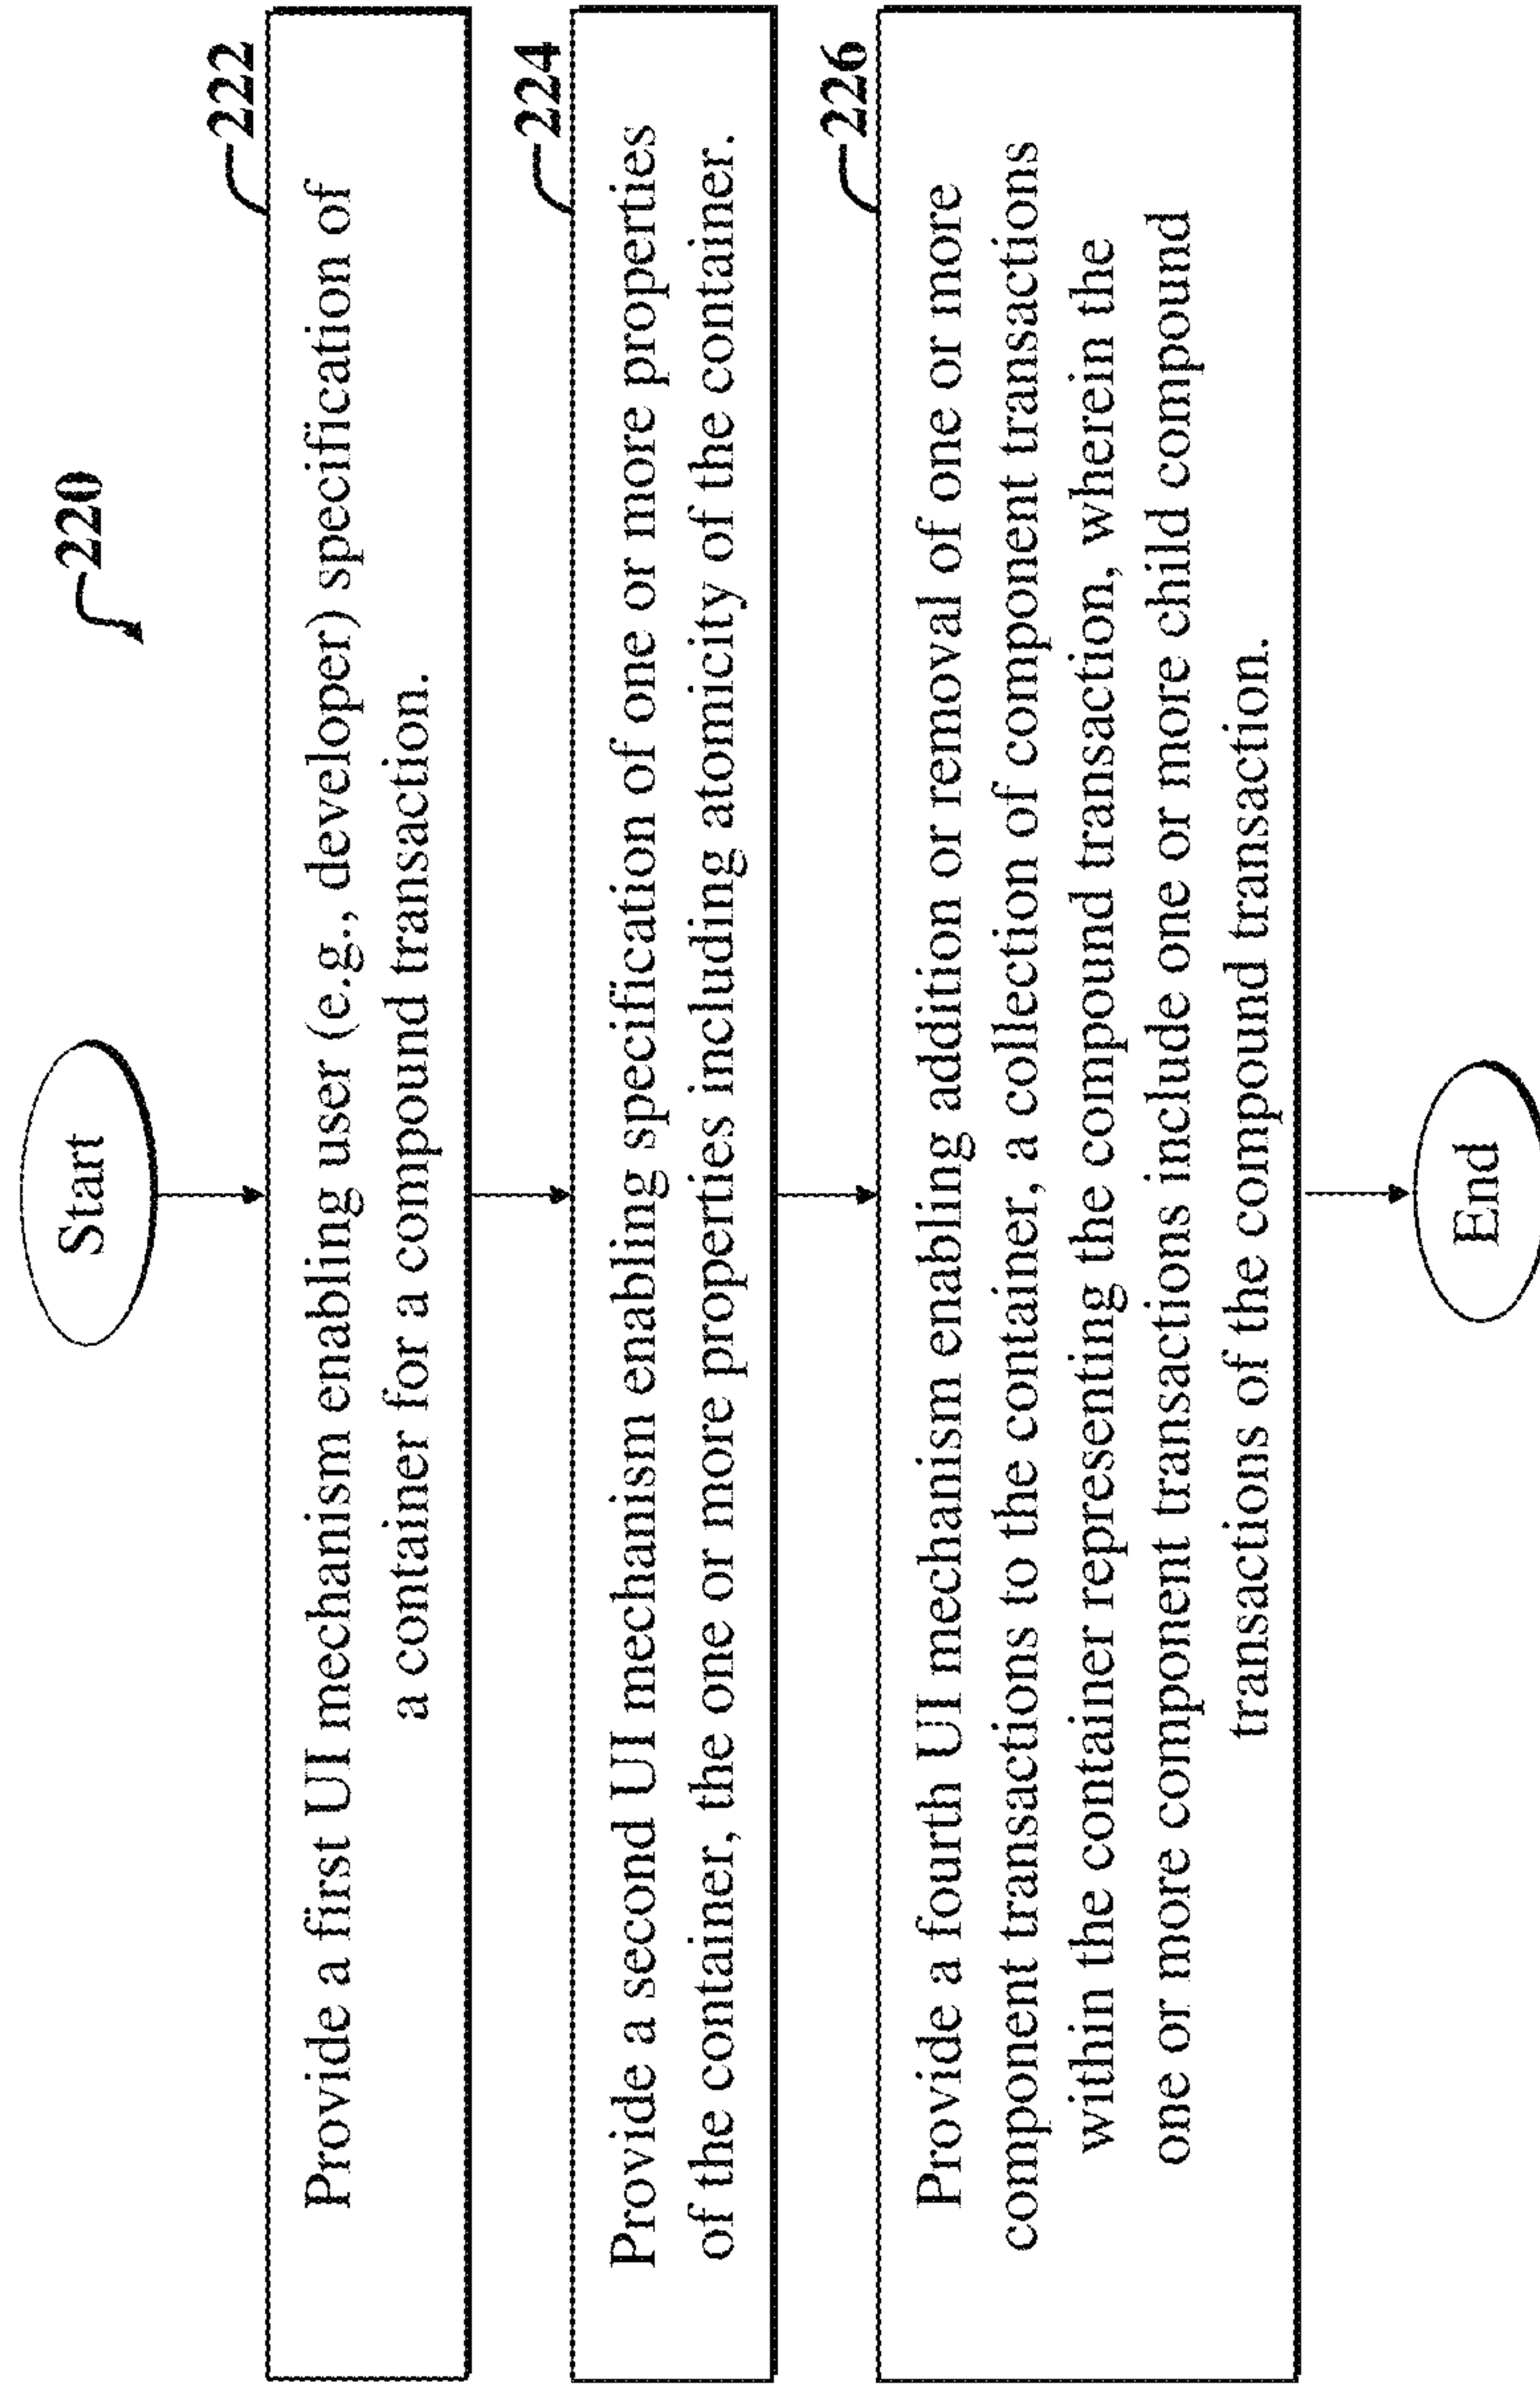 220
Start
222
Provide a first UI mechanism enabling user (e.g., developer) specification of
a container for a compound transaction.
224
Provide a second UI mechanism enabling specification of one or more properties
of the container, the one or more properties including atomicity of the container.
226
Provide a fourth UI mechanism enabling addition or removal of one or more
component transactions to the container, a collection of component transactions
within the container representing the compound transaction, wherein the
one or more component transactions include one or more child compound
transactions of the compound transaction.
End